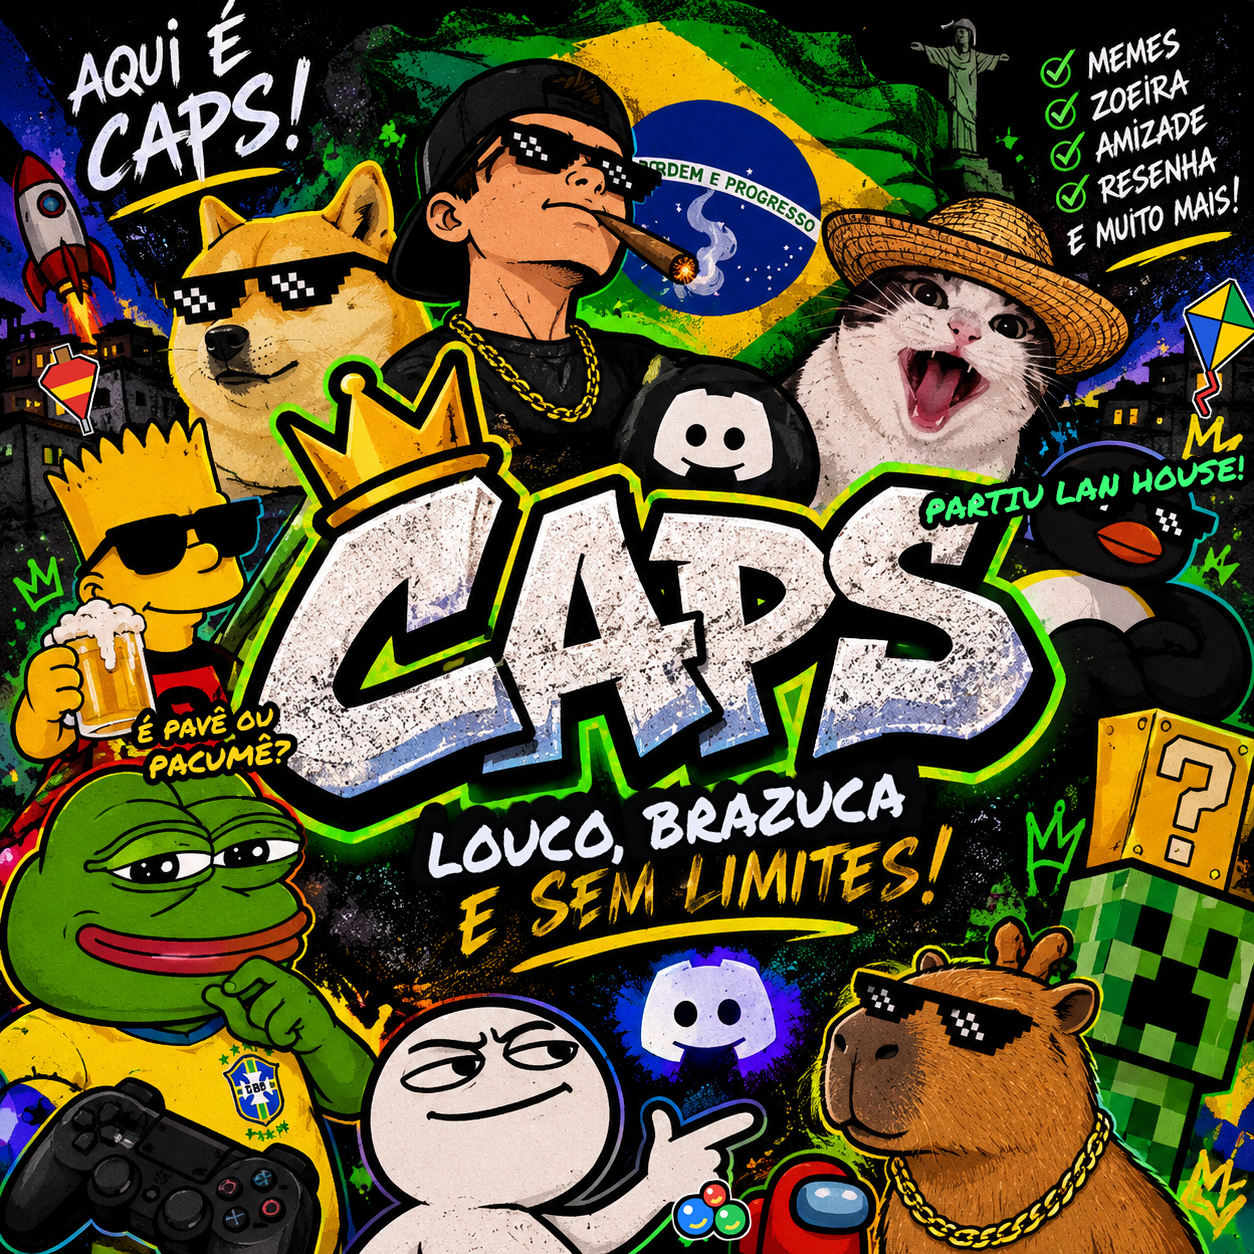 AQUI É
CAPS!
MEMES
ZOEIRA
AMIZADE
RESENHA
E MUITO MAIS!
ORDEM E PROGRESSO
PARTIU LAN HOUSE!
CAPS
É PAVÊ OU
PACUMÊ?
LOUCO, BRAZUCA
E SEM LIMITES!
?